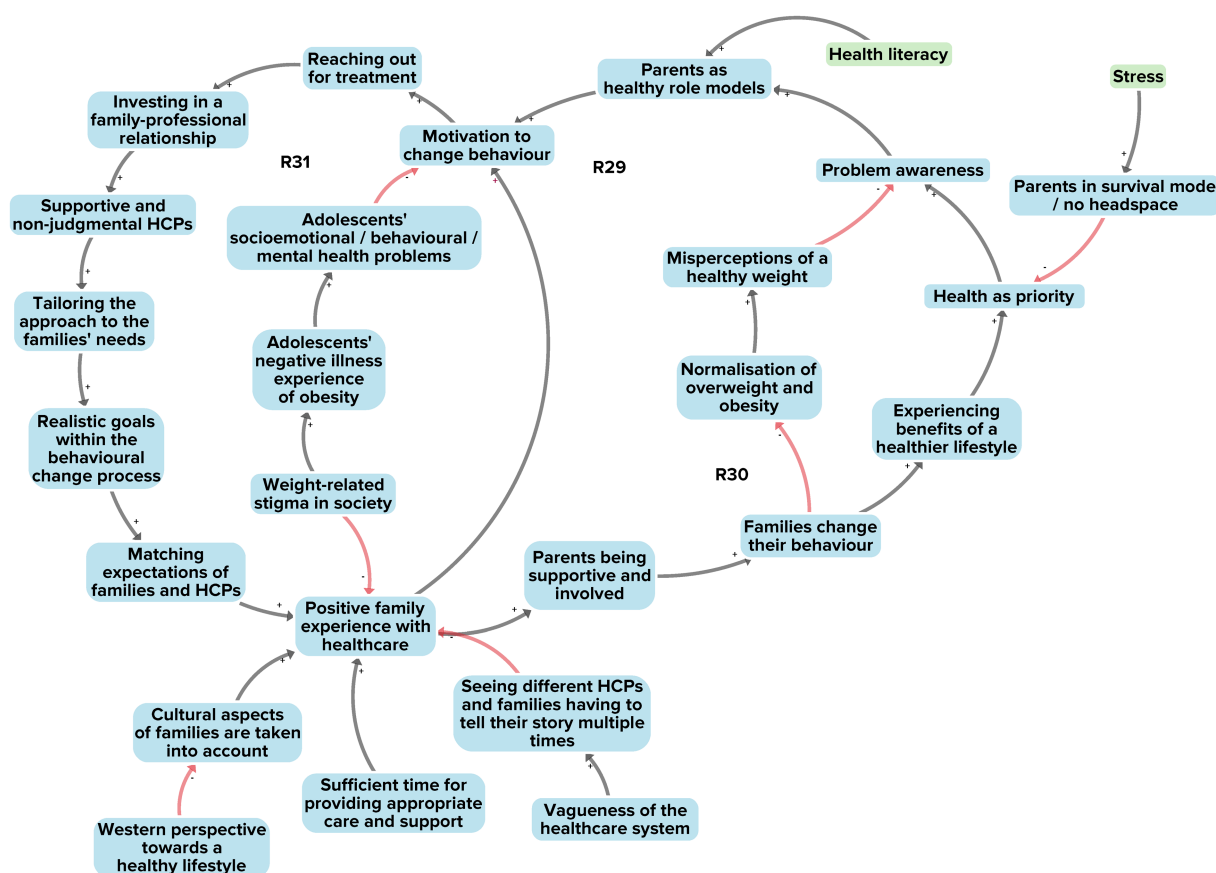 Health literacy
Reaching out
for treatment
Parents as
healthy role models
Stress
Investing in a
family-professional
relationship
Motivation to
change behaviour
R31
R29
Problem awareness
Parents in survival mode
/ no headspace
Supportive and
non-judgmental HCPs
Adolescents'
socioemotional / behavioural /
mental health problems
Misperceptions of a
healthy weight
Health as priority
Tailoring the
approach to the
families' needs
Adolescents'
negative illness
experience
of obesity
Normalisation of
overweight and
obesity
Experiencing
benefits of a
healthier lifestyle
Realistic goals
within the
behavioural
change process
Weight-related
stigma in society
R30
Families change
their behaviour
Matching
expectations of
families and HCPs
Parents being
supportive and
involved
Positive family
experience with
healthcare
Seeing different HCPs
and families having to
tell their story multiple
times
Cultural aspects
of families are taken
into account
Sufficient time for
providing appropriate
care and support
Vagueness of the
healthcare system
Western perspective
towards a
healthy lifestyle